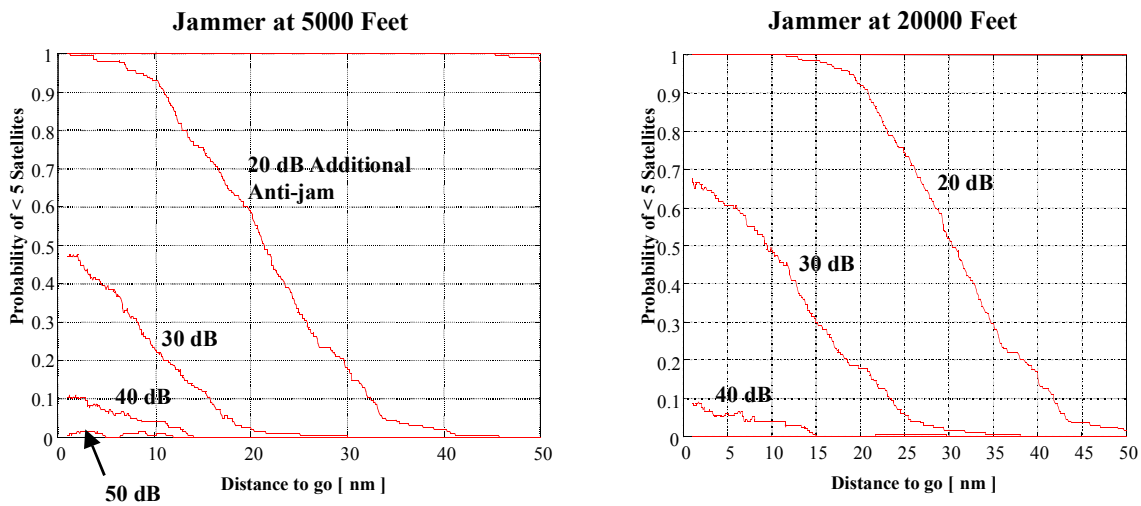 Jammer at 5000 Feet
Probability of < 5 Satellites
1
0.9
0.8
0.7
0.6
0.5
0.4
0.3
0.2
0.1
0
20 dB Additional
Anti-jam
30 dB
40 dB
50 dB
0 10 20 30 40 50
Distance to go [ nm ]
Jammer at 20000 Feet
Probability of < 5 Satellites
1
0.9
0.8
0.7
0.6
0.5
0.4
0.3
0.2
0.1
0
20 dB
30 dB
40 dB
0 5 10 15 20 25 30 35 40 45 50
Distance to go [ nm ]